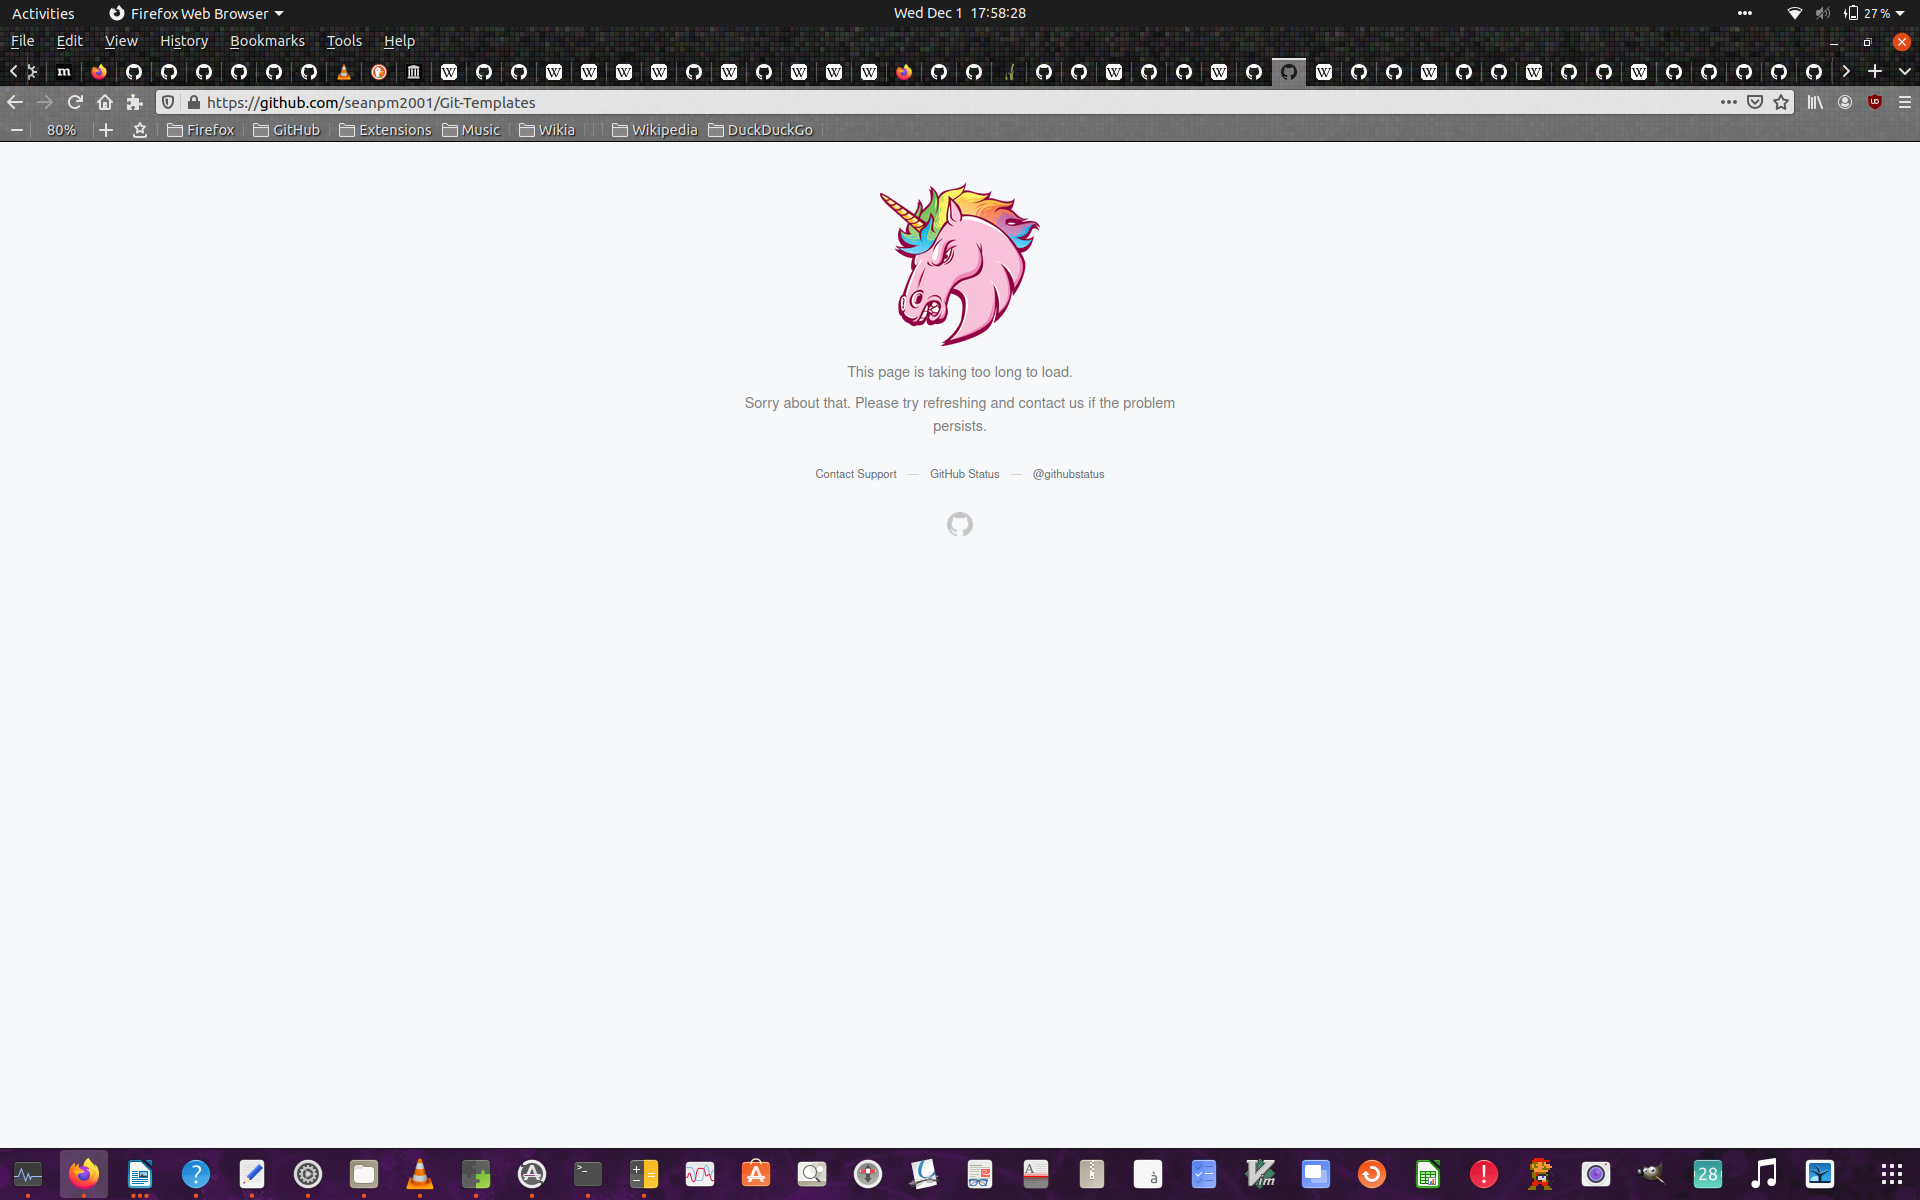 Activities
Firefox Web Browser
Wed Dec 1 17:58:28
27 %
File Edit View History Bookmarks Tools Help
https://github.com/seanpm2001/Git-Templates
80%
Firefox GitHub Extensions Music Wikia Wikipedia DuckDuckGo
This page is taking too long to load.
Sorry about that. Please try refreshing and contact us if the problem
persists.
Contact Support — GitHub Status — @githubstatus
28